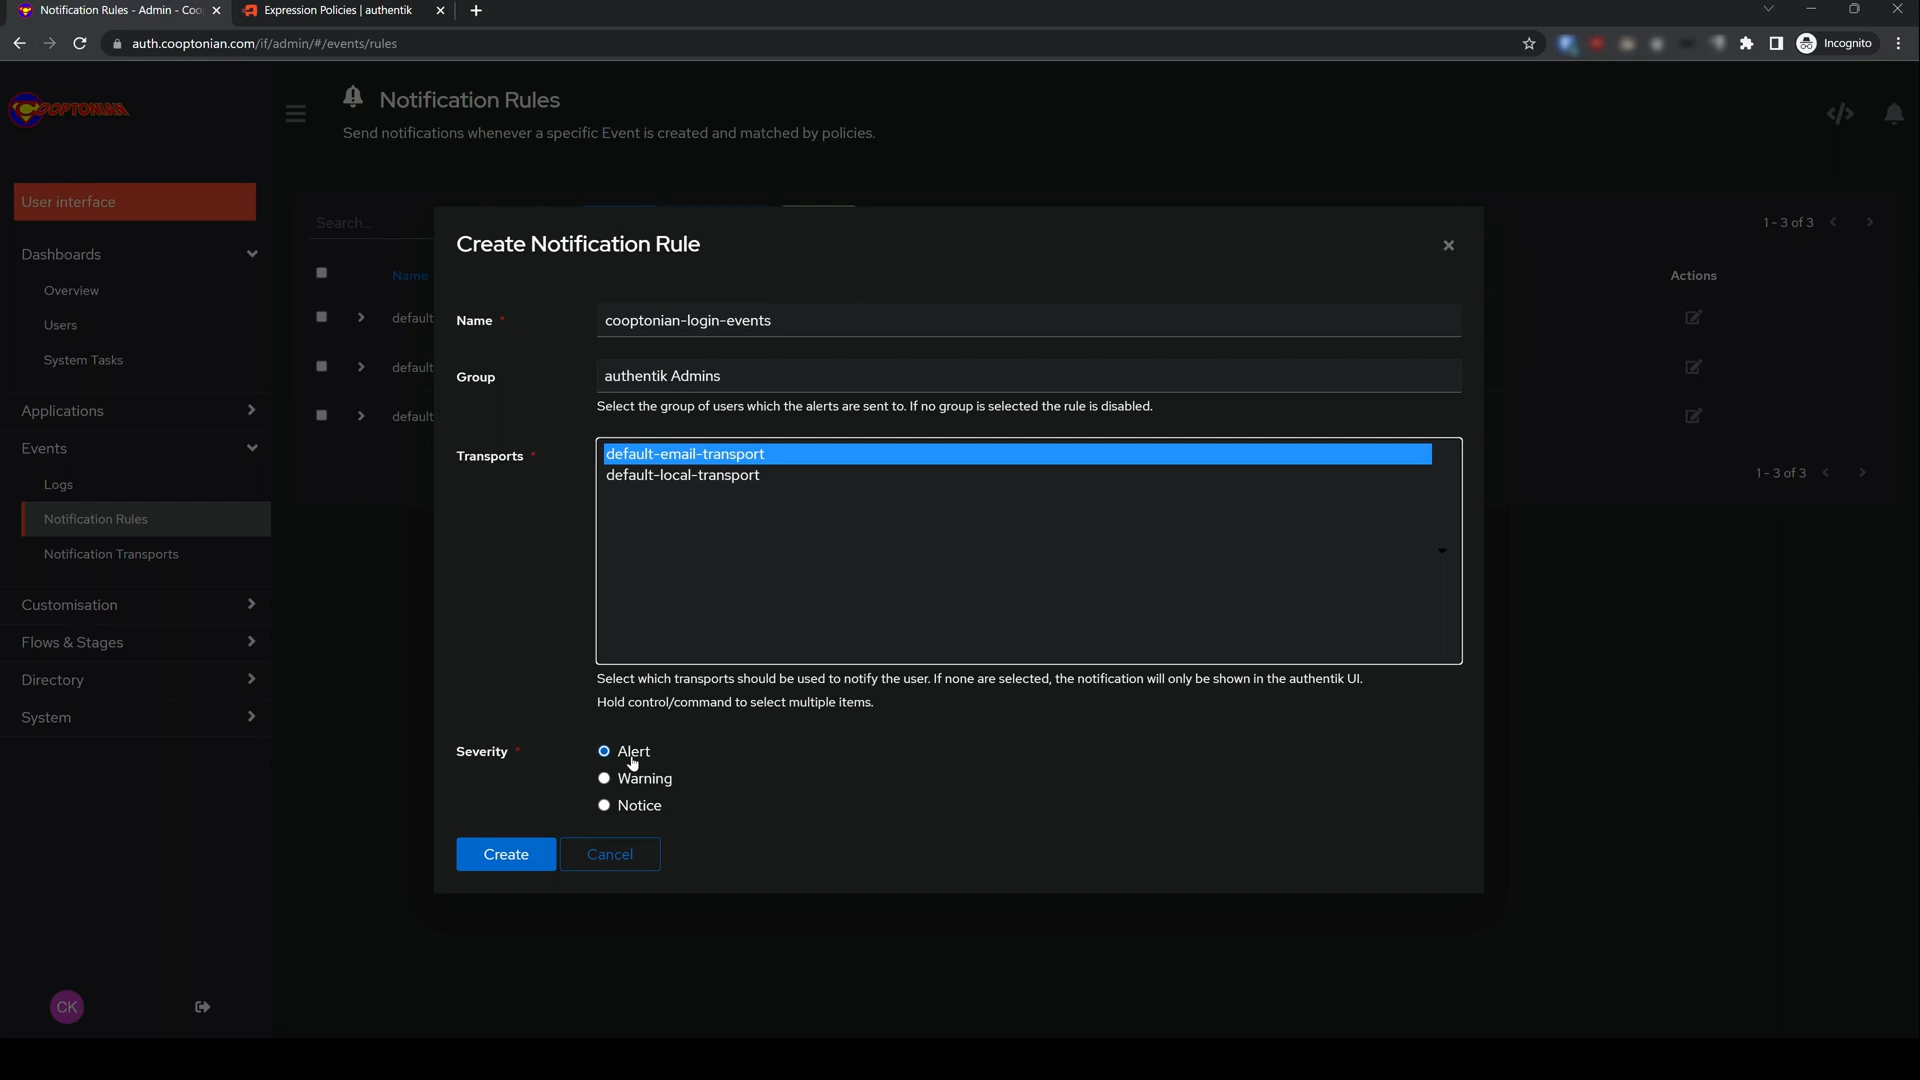 Notification Rules - Admin - Coo
Expression Policies | authentik
auth.cooptonian.com/if/admin/#/events/rules
Incognito
COOPTONIAN
Notification Rules
Send notifications whenever a specific Event is created and matched by policies.
User interface
Dashboards
Overview
Users
System Tasks
Applications
Events
Logs
Notification Rules
Notification Transports
Customisation
Flows & Stages
Directory
System
CK
Search...
1 - 3 of 3
Name
Actions
default
default
default
1 - 3 of 3
Create Notification Rule
Name *
cooptonian-login-events
Group
authentik Admins
Select the group of users which the alerts are sent to. If no group is selected the rule is disabled.
Transports *
default-email-transport
default-local-transport
Select which transports should be used to notify the user. If none are selected, the notification will only be shown in the authentik UI.
Hold control/command to select multiple items.
Severity *
Alert
Warning
Notice
Create
Cancel